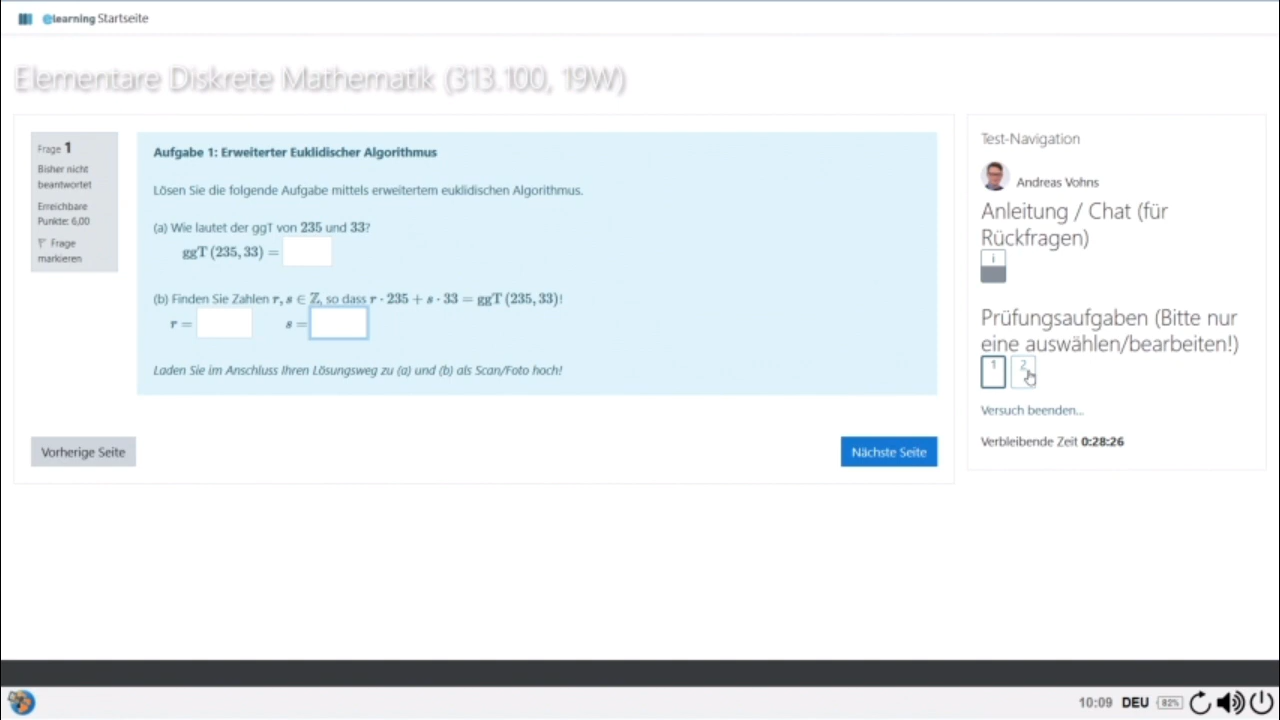 elearning Startseite
Elementare Diskrete Mathematik (313.100, 19W)
Frage 1
Bisher nicht
beantwortet
Erreichbare
Punkte: 6,00
Frage
markieren
Aufgabe 1: Erweiterter Euklidischer Algorithmus
Lösen Sie die folgende Aufgabe mittels erweitertem euklidischen Algorithmus.
(a) Wie lautet der ggT von 235 und 33?
ggT (235, 33) =
(b) Finden Sie Zahlen r, s ∈ ℤ, so dass r · 235 + s · 33 = ggT (235, 33)!
r = s =
Laden Sie im Anschluss Ihren Lösungsweg zu (a) und (b) als Scan/Foto hoch!
Vorherige Seite
Nächste Seite
Test-Navigation
Andreas Vohns
Anleitung / Chat (für
Rückfragen)
i
Prüfungsaufgaben (Bitte nur
eine auswählen/bearbeiten!)
1 2
Versuch beenden...
Verbleibende Zeit 0:28:26
10:09 DEU 82%